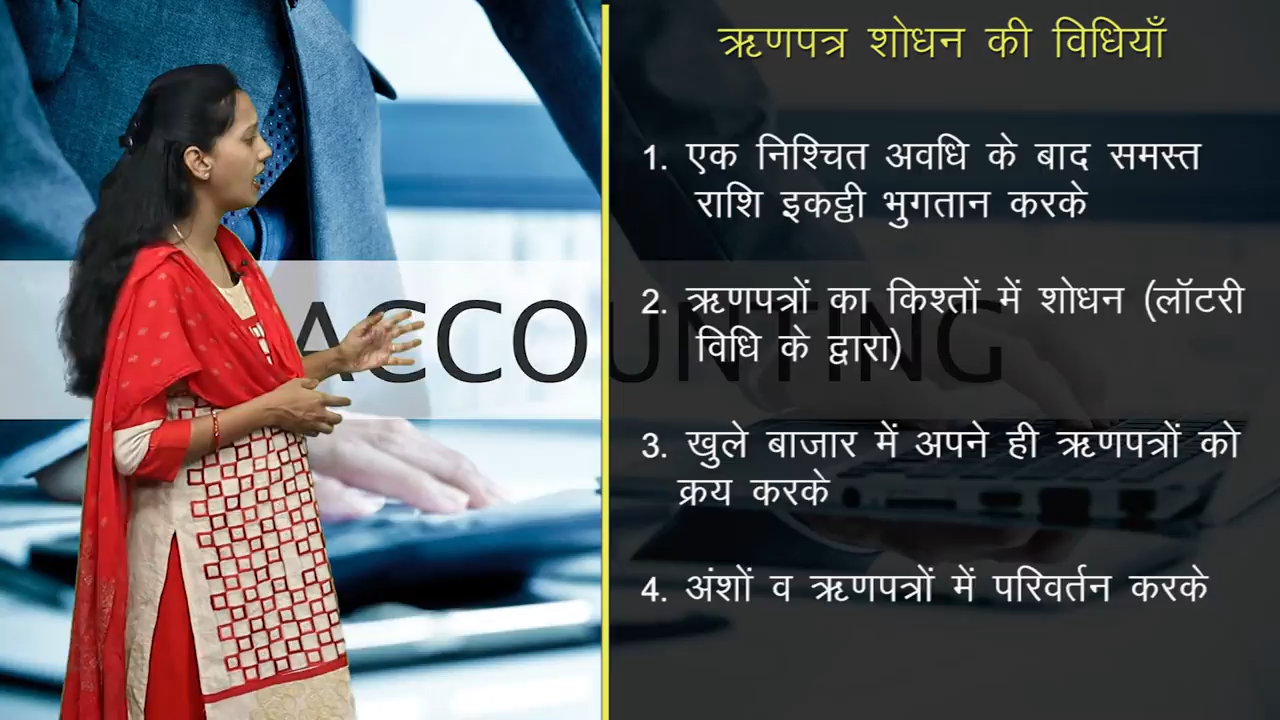 ऋणपत्र शोधन की विधियाँ
1. एक निश्चित अवधि के बाद समस्त
राशि इकट्ठी भुगतान करके
2. ऋणपत्रों का किश्तों में शोधन (लॉटरी
विधि के द्वारा)
3. खुले बाजार में अपने ही ऋणपत्रों को
क्रय करके
4. अंशों व ऋणपत्रों में परिवर्तन करके
ACCOUNTING